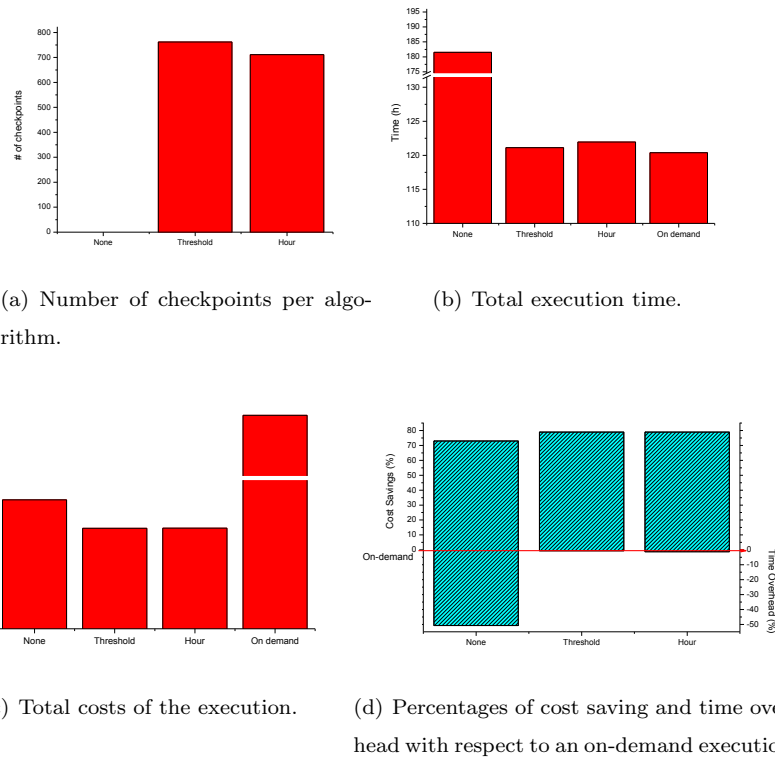 800
700
600
500
400
300
200
100
0
# of checkpoints
None Threshold Hour
195
190
185
180
175
130
125
120
115
110
Time (h)
None Threshold Hour On demand
(a) Number of checkpoints per algo-
rithm.
(b) Total execution time.
None Threshold Hour On demand
80
70
60
50
40
30
20
10
0
Cost Savings (%)
On-demand
0
-10
-20
-30
-40
-50
Time Overhead (%)
None Threshold Hour
) Total costs of the execution.
(d) Percentages of cost saving and time ove
head with respect to an on-demand executio